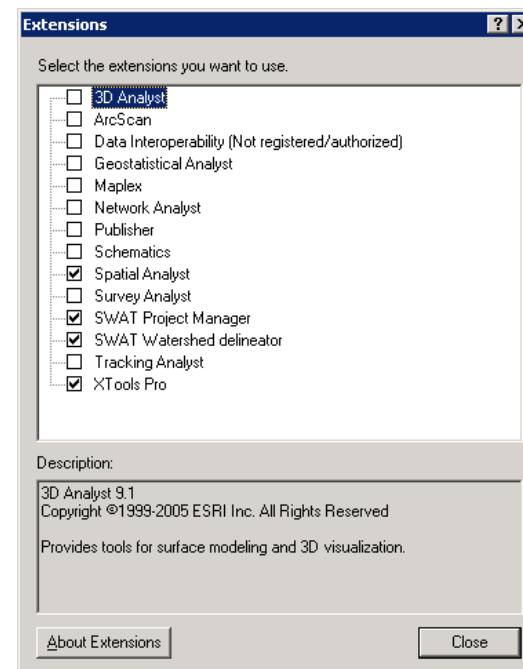 Extensions
Select the extensions you want to use.
3D Analyst
ArcScan
Data Interoperability (Not registered/authorized)
Geostatistical Analyst
Maplex
Network Analyst
Publisher
Schematics
Spatial Analyst
Survey Analyst
SWAT Project Manager
SWAT Watershed delineator
Tracking Analyst
XTools Pro
Description:
3D Analyst 9.1
Copyright ©1999-2005 ESRI Inc. All Rights Reserved
Provides tools for surface modeling and 3D visualization.
About Extensions
Close